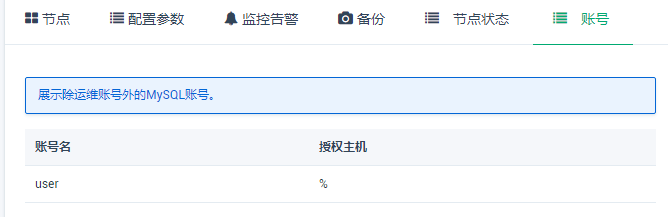 节点 配置参数 监控告警 备份 节点状态 账号
展示除运维账号外的MySQL账号。
账号名 授权主机
user %